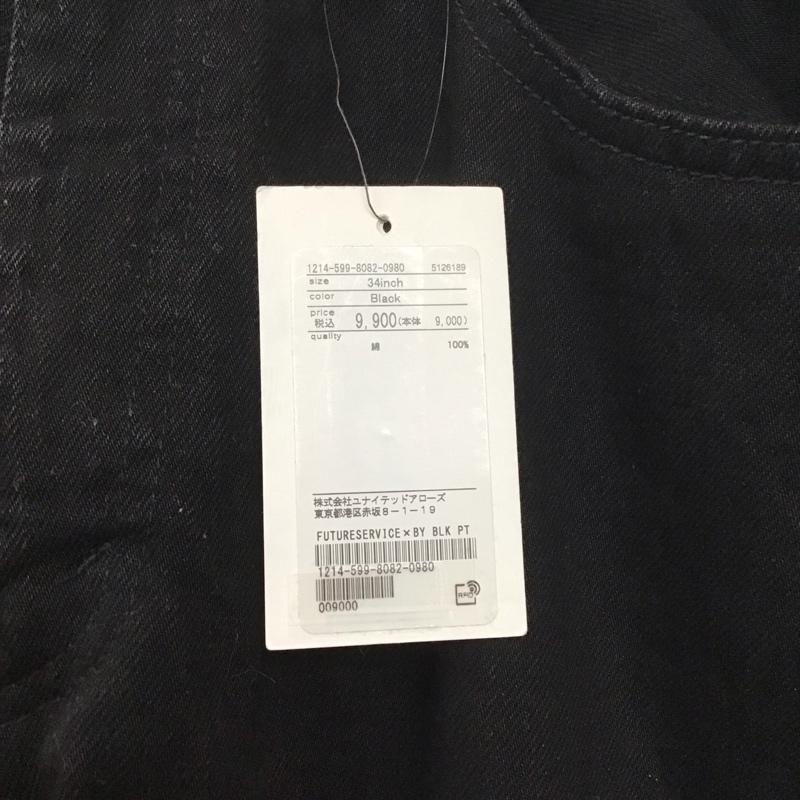 1214-599-8082-0980 5126189
size 34inch
color Black
price
税込 9,900(本体 9,000)
quality
綿 100%
株式会社ユナイテッドアローズ
東京都港区赤坂8-1-19
FUTURESERVICE×BY BLK PT
1214-599-8082-0980
009000
RFID